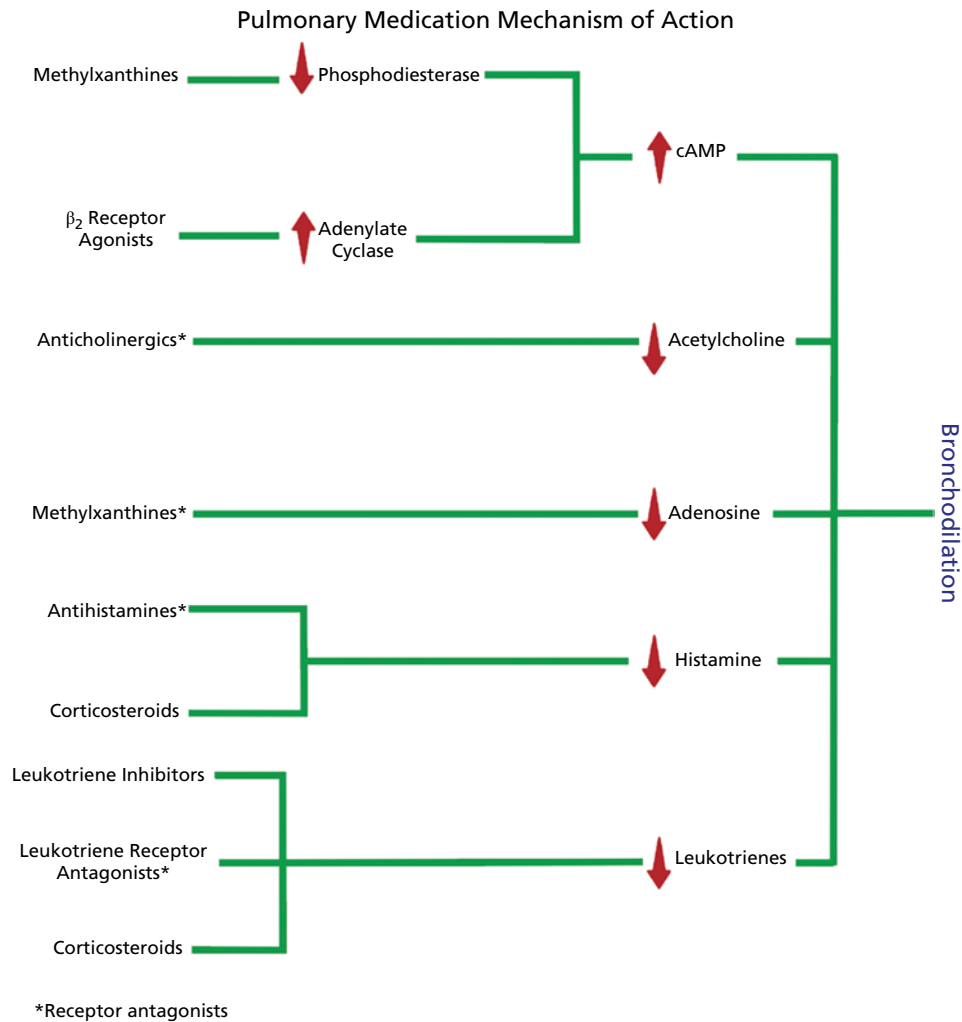 Pulmonary Medication Mechanism of Action
Methylxanthines
Phosphodiesterase
cAMP
β₂ Receptor
Agonists
Adenylate
Cyclase
Anticholinergics*
Acetylcholine
Methylxanthines*
Adenosine
Antihistamines*
Histamine
Corticosteroids
Leukotriene Inhibitors
Leukotriene Receptor
Antagonists*
Leukotrienes
Corticosteroids
Bronchodilation
*Receptor antagonists